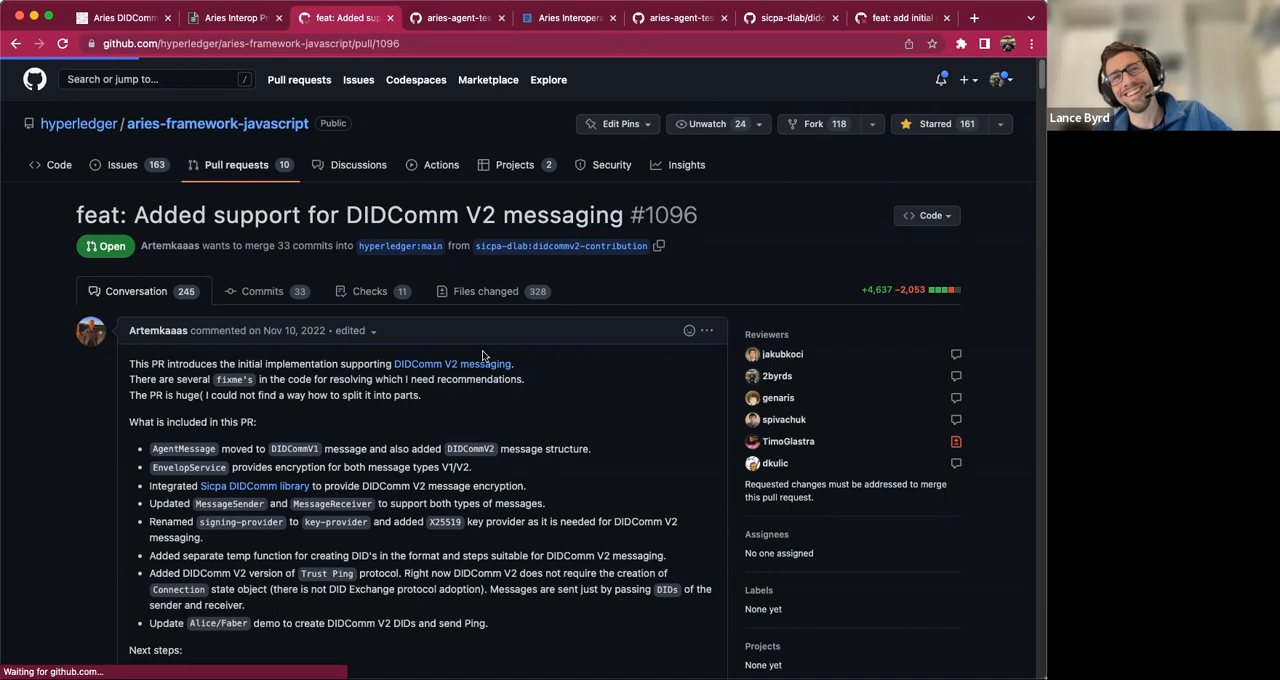 Aries DIDComm
Aries Interop Pr
feat: Added sup
aries-agent-tes
Aries Interopera
aries-agent-tes
sicpa-dlab/didc
feat: add initial
github.com/hyperledger/aries-framework-javascript/pull/1096
Search or jump to...
/
Pull requests
Issues
Codespaces
Marketplace
Explore
hyperledger / aries-framework-javascript
Public
Edit Pins
Unwatch 24
Fork 118
Starred 161
Code
Issues 163
Pull requests 10
Discussions
Actions
Projects 2
Security
Insights
feat: Added support for DIDComm V2 messaging #1096
Code
Open
Artemkaaas wants to merge 33 commits into hyperledger:main from sicpa-dlab:didcommv2-contribution
Conversation 245
Commits 33
Checks 11
Files changed 328
+4,637 −2,053
Artemkaaas commented on Nov 10, 2022 • edited
This PR introduces the initial implementation supporting DIDComm V2 messaging.
There are several fixme's in the code for resolving which I need recommendations.
The PR is huge( I could not find a way how to split it into parts.
What is included in this PR:
• AgentMessage moved to DIDCommV1 message and also added DIDCommV2 message structure.
• EnvelopService provides encryption for both message types V1/V2.
• Integrated Sicpa DIDComm library to provide DIDComm V2 message encryption.
• Updated MessageSender and MessageReceiver to support both types of messages.
• Renamed signing-provider to key-provider and added X25519 key provider as it is needed for DIDComm V2
messaging.
• Added separate temp function for creating DID's in the format and steps suitable for DIDComm V2 messaging.
• Added DIDComm V2 version of Trust Ping protocol. Right now DIDComm V2 does not require the creation of
Connection state object (there is not DID Exchange protocol adoption). Messages are sent just by passing DIDs of the
sender and receiver.
• Update Alice/Faber demo to create DIDComm V2 DIDs and send Ping.
Next steps:
Reviewers
jakubkoci
2byrds
genaris
spivachuk
TimoGlastra
dkulic
Requested changes must be addressed to merge
this pull request.
Assignees
No one assigned
Labels
None yet
Projects
None yet
Waiting for github.com...
Lance Byrd